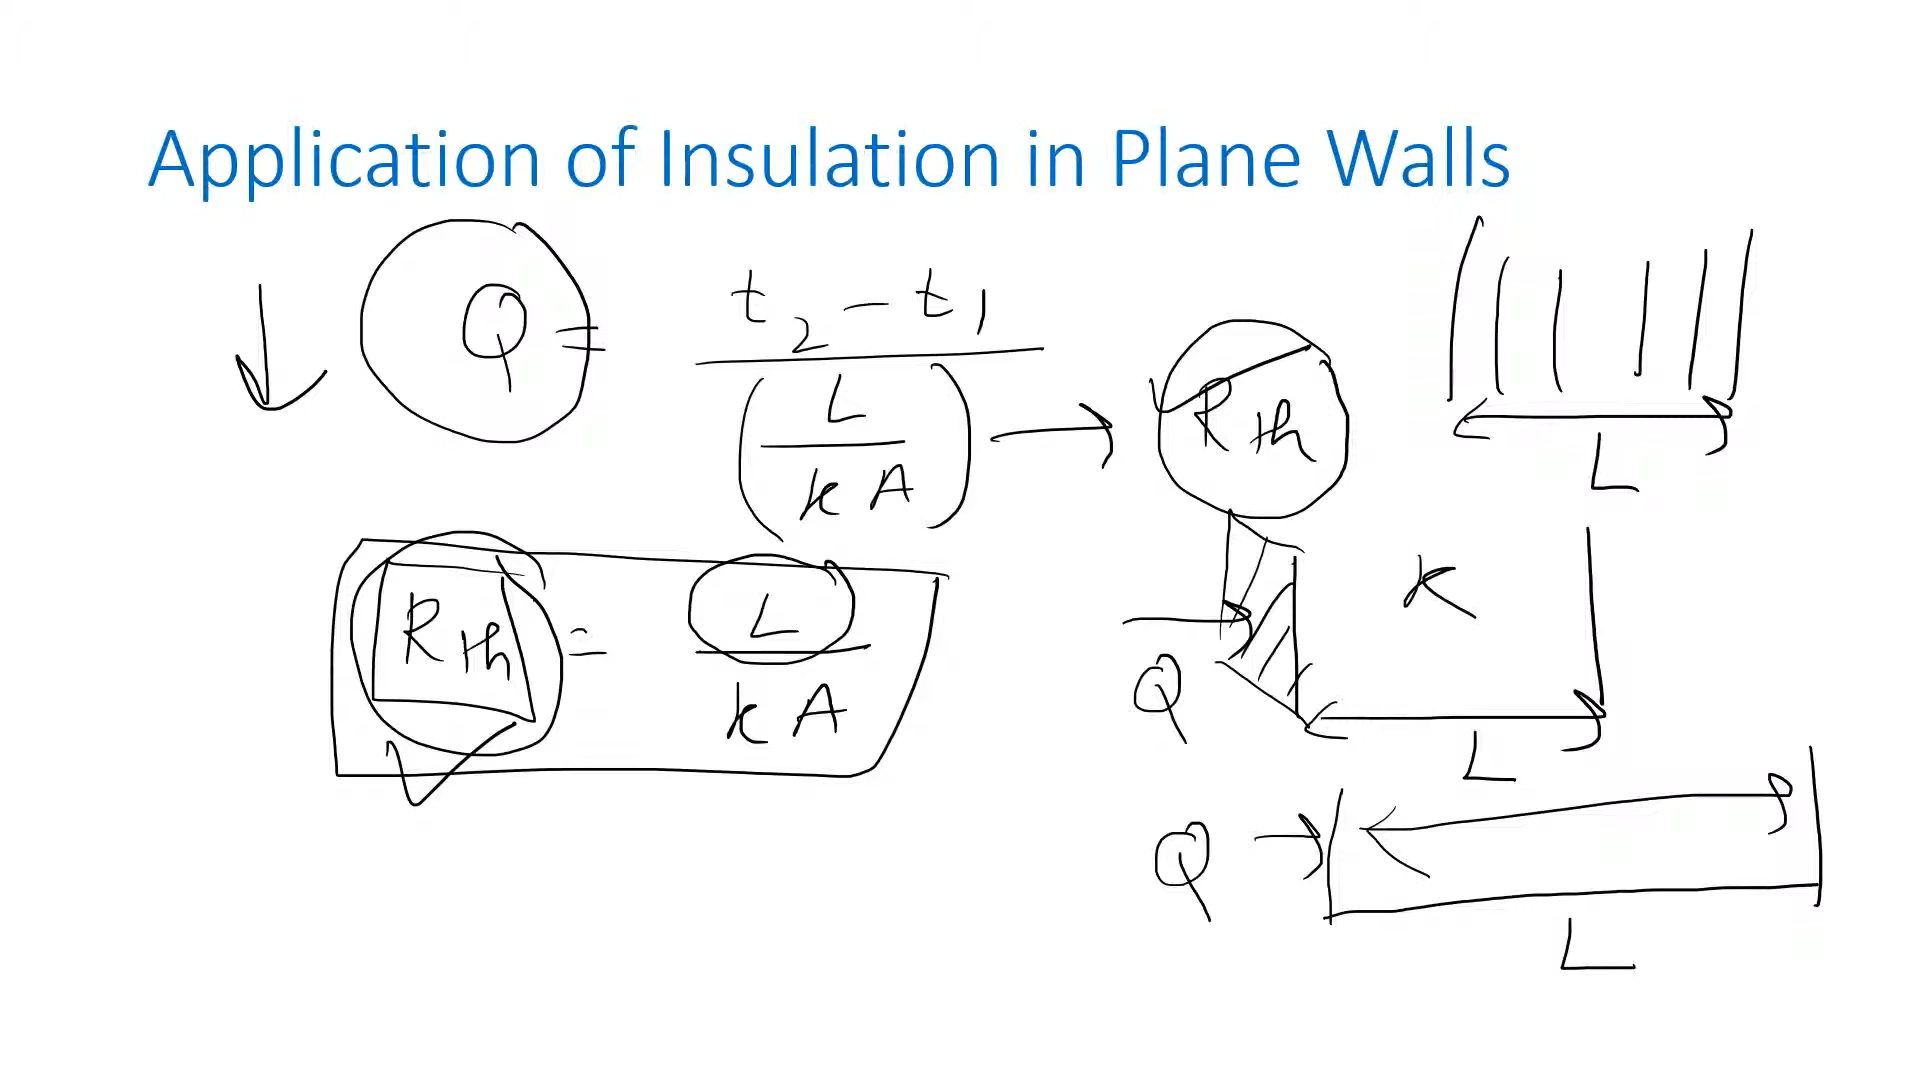 Application of Insulation in Plane Walls
Q = t2 - t1
(L
kA)
Rth
L
Rth = L
kA
K
Q
L
Q
L